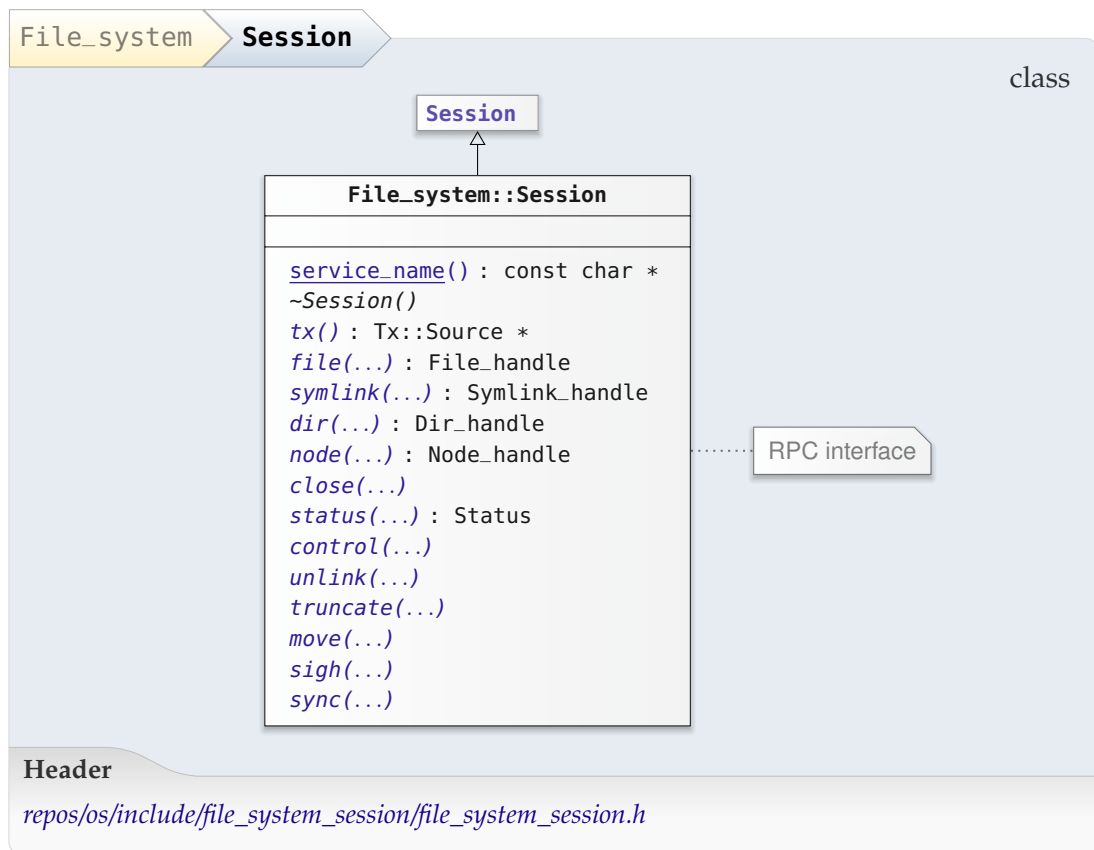 File_system Session
class
Session
File_system::Session
service_name() : const char *
~Session()
tx() : Tx::Source *
file(...) : File_handle
symlink(...) : Symlink_handle
dir(...) : Dir_handle
node(...) : Node_handle
RPC interface
close(...)
status(...) : Status
control(...)
unlink(...)
truncate(...)
move(...)
sigh(...)
sync(...)
Header
repos/os/include/file_system_session/file_system_session.h